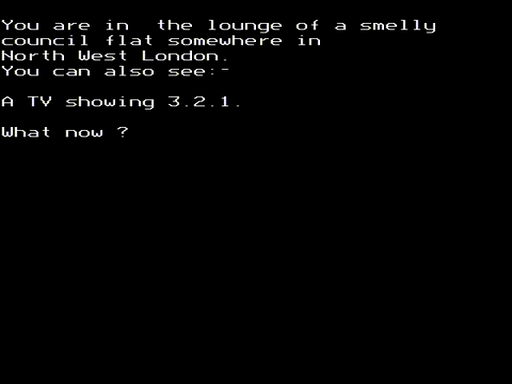 You are in  the lounge of a smelly
council flat somewhere in
North West London.
You can also see:-
A TV showing 3.2.1.
What now ?